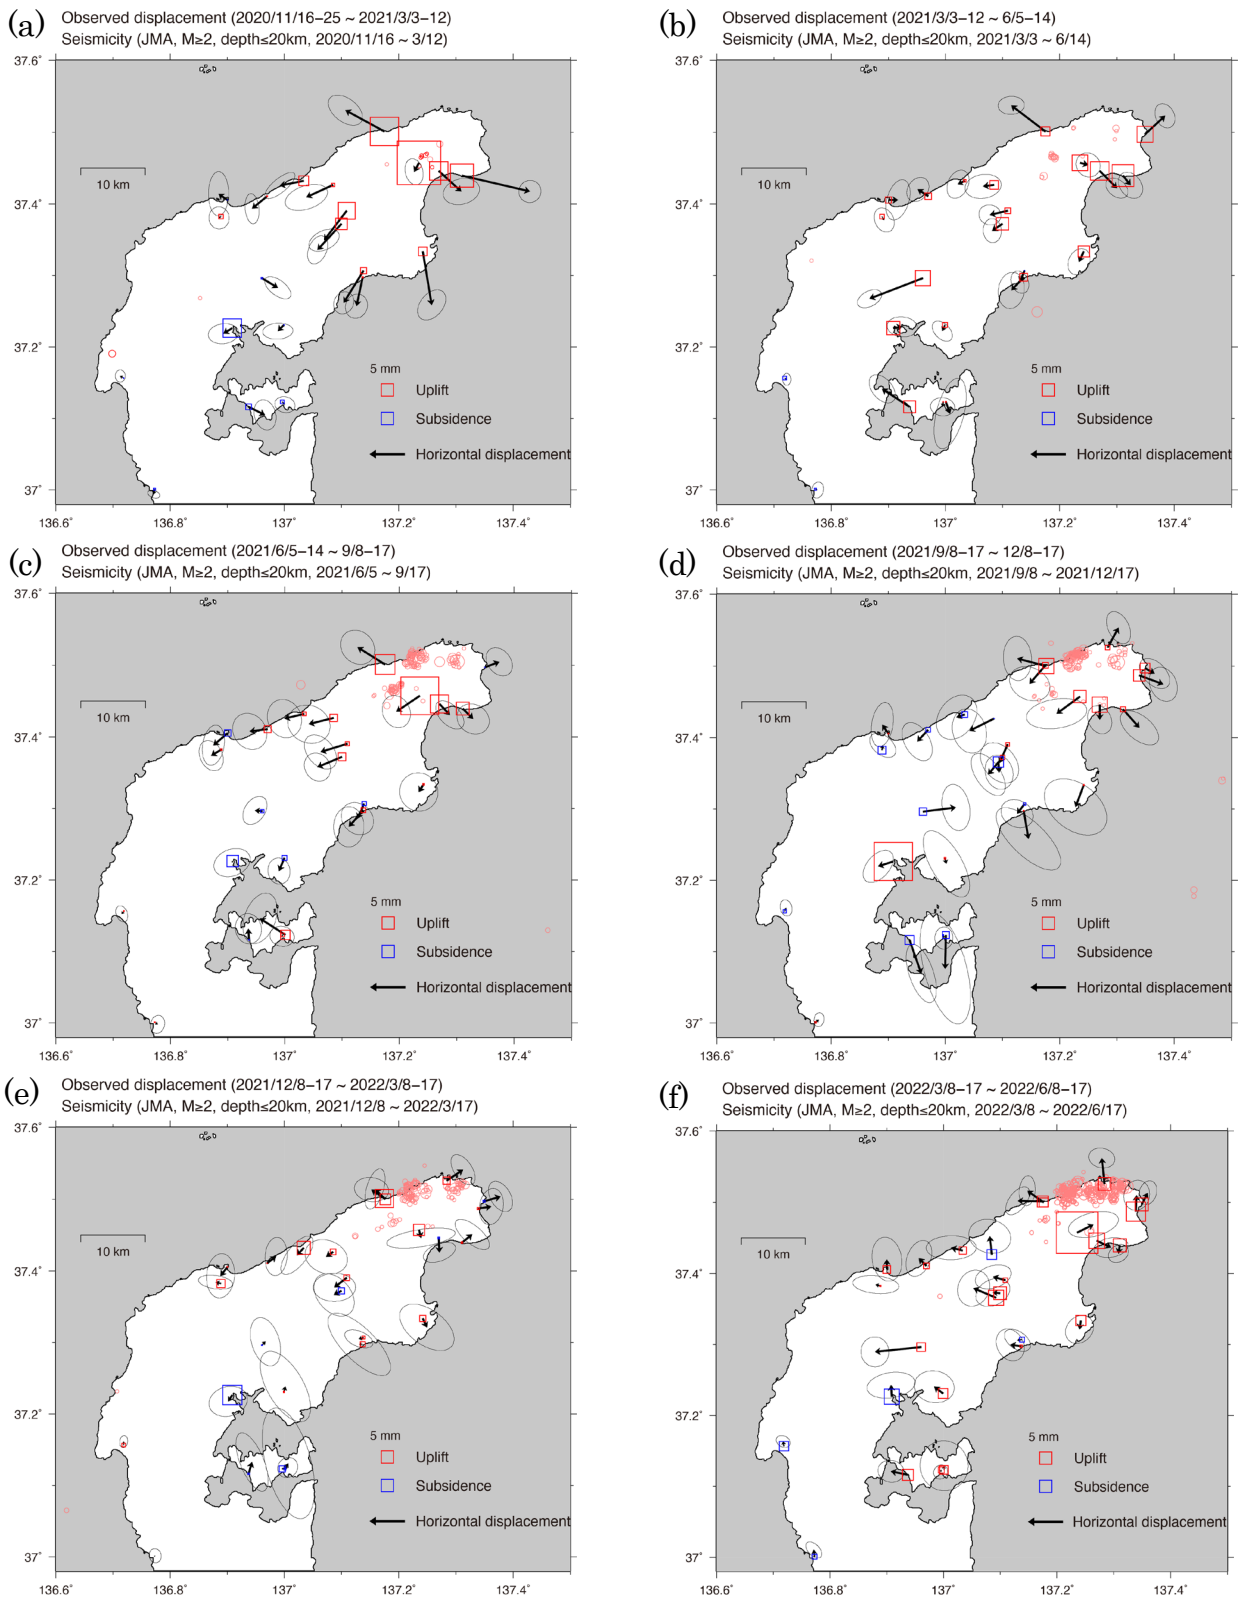 (a) Observed displacement (2020/11/16−25 ~ 2021/3/3−12)
Seismicity (JMA, M≥2, depth≤20km, 2020/11/16 ~ 3/12)
37.6˚
37.4˚
37.2˚
37˚
10 km
5 mm
Uplift
Subsidence
Horizontal displacement
136.6˚ 136.8˚ 137˚ 137.2˚ 137.4˚
(b) Observed displacement (2021/3/3−12 ~ 6/5−14)
Seismicity (JMA, M≥2, depth≤20km, 2021/3/3 ~ 6/14)
37.6˚
37.4˚
37.2˚
37˚
10 km
5 mm
Uplift
Subsidence
Horizontal displacement
136.6˚ 136.8˚ 137˚ 137.2˚ 137.4˚
(c) Observed displacement (2021/6/5−14 ~ 9/8−17)
Seismicity (JMA, M≥2, depth≤20km, 2021/6/5 ~ 9/17)
37.6˚
37.4˚
37.2˚
37˚
10 km
5 mm
Uplift
Subsidence
Horizontal displacement
136.6˚ 136.8˚ 137˚ 137.2˚ 137.4˚
(d) Observed displacement (2021/9/8−17 ~ 12/8−17)
Seismicity (JMA, M≥2, depth≤20km, 2021/9/8 ~ 2021/12/17)
37.6˚
37.4˚
37.2˚
37˚
10 km
5 mm
Uplift
Subsidence
Horizontal displacement
136.6˚ 136.8˚ 137˚ 137.2˚ 137.4˚
(e) Observed displacement (2021/12/8−17 ~ 2022/3/8−17)
Seismicity (JMA, M≥2, depth≤20km, 2021/12/8 ~ 2022/3/17)
37.6˚
37.4˚
37.2˚
37˚
10 km
5 mm
Uplift
Subsidence
Horizontal displacement
136.6˚ 136.8˚ 137˚ 137.2˚ 137.4˚
(f) Observed displacement (2022/3/8−17 ~ 2022/6/8−17)
Seismicity (JMA, M≥2, depth≤20km, 2022/3/8 ~ 2022/6/17)
37.6˚
37.4˚
37.2˚
37˚
10 km
5 mm
Uplift
Subsidence
Horizontal displacement
136.6˚ 136.8˚ 137˚ 137.2˚ 137.4˚